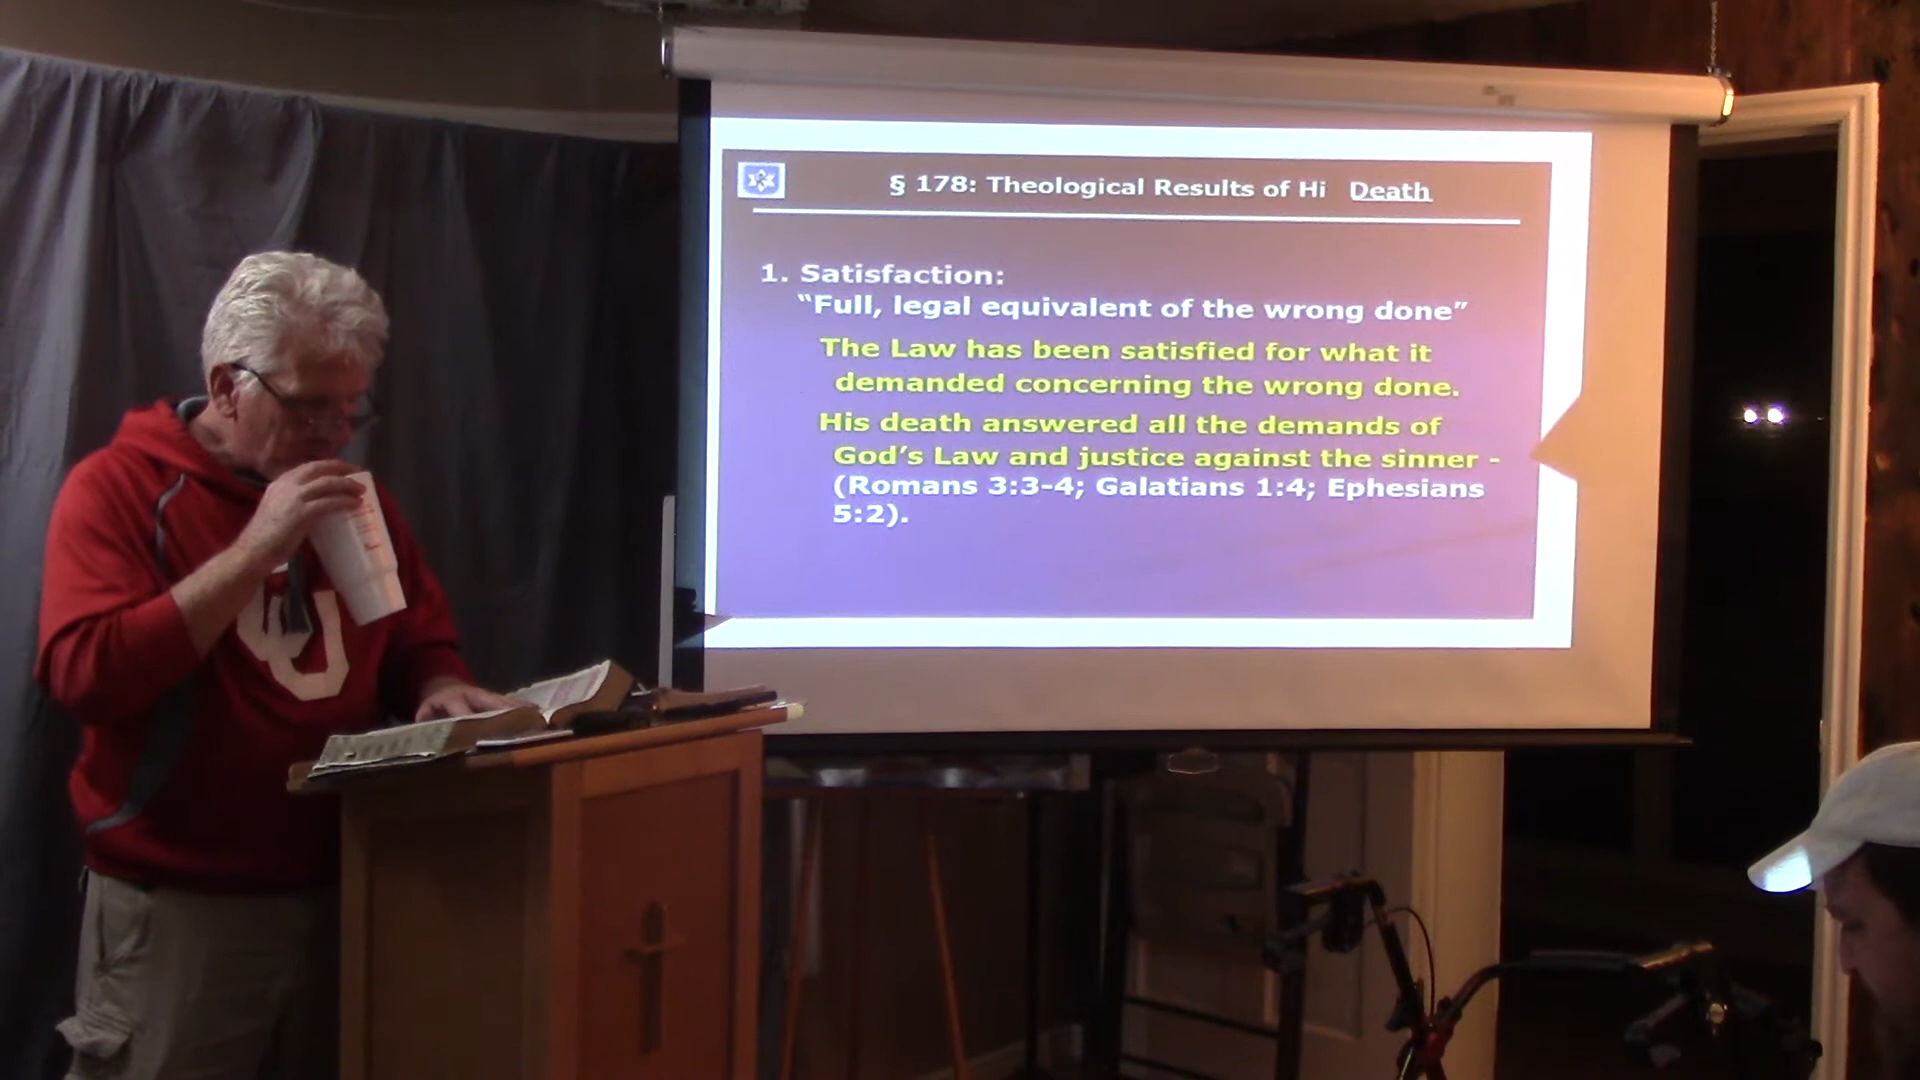 § 178: Theological Results of Hi Death
1. Satisfaction:
“Full, legal equivalent of the wrong done”
The Law has been satisfied for what it
demanded concerning the wrong done.
His death answered all the demands of
God’s Law and justice against the sinner -
(Romans 3:3-4; Galatians 1:4; Ephesians
5:2).
OU